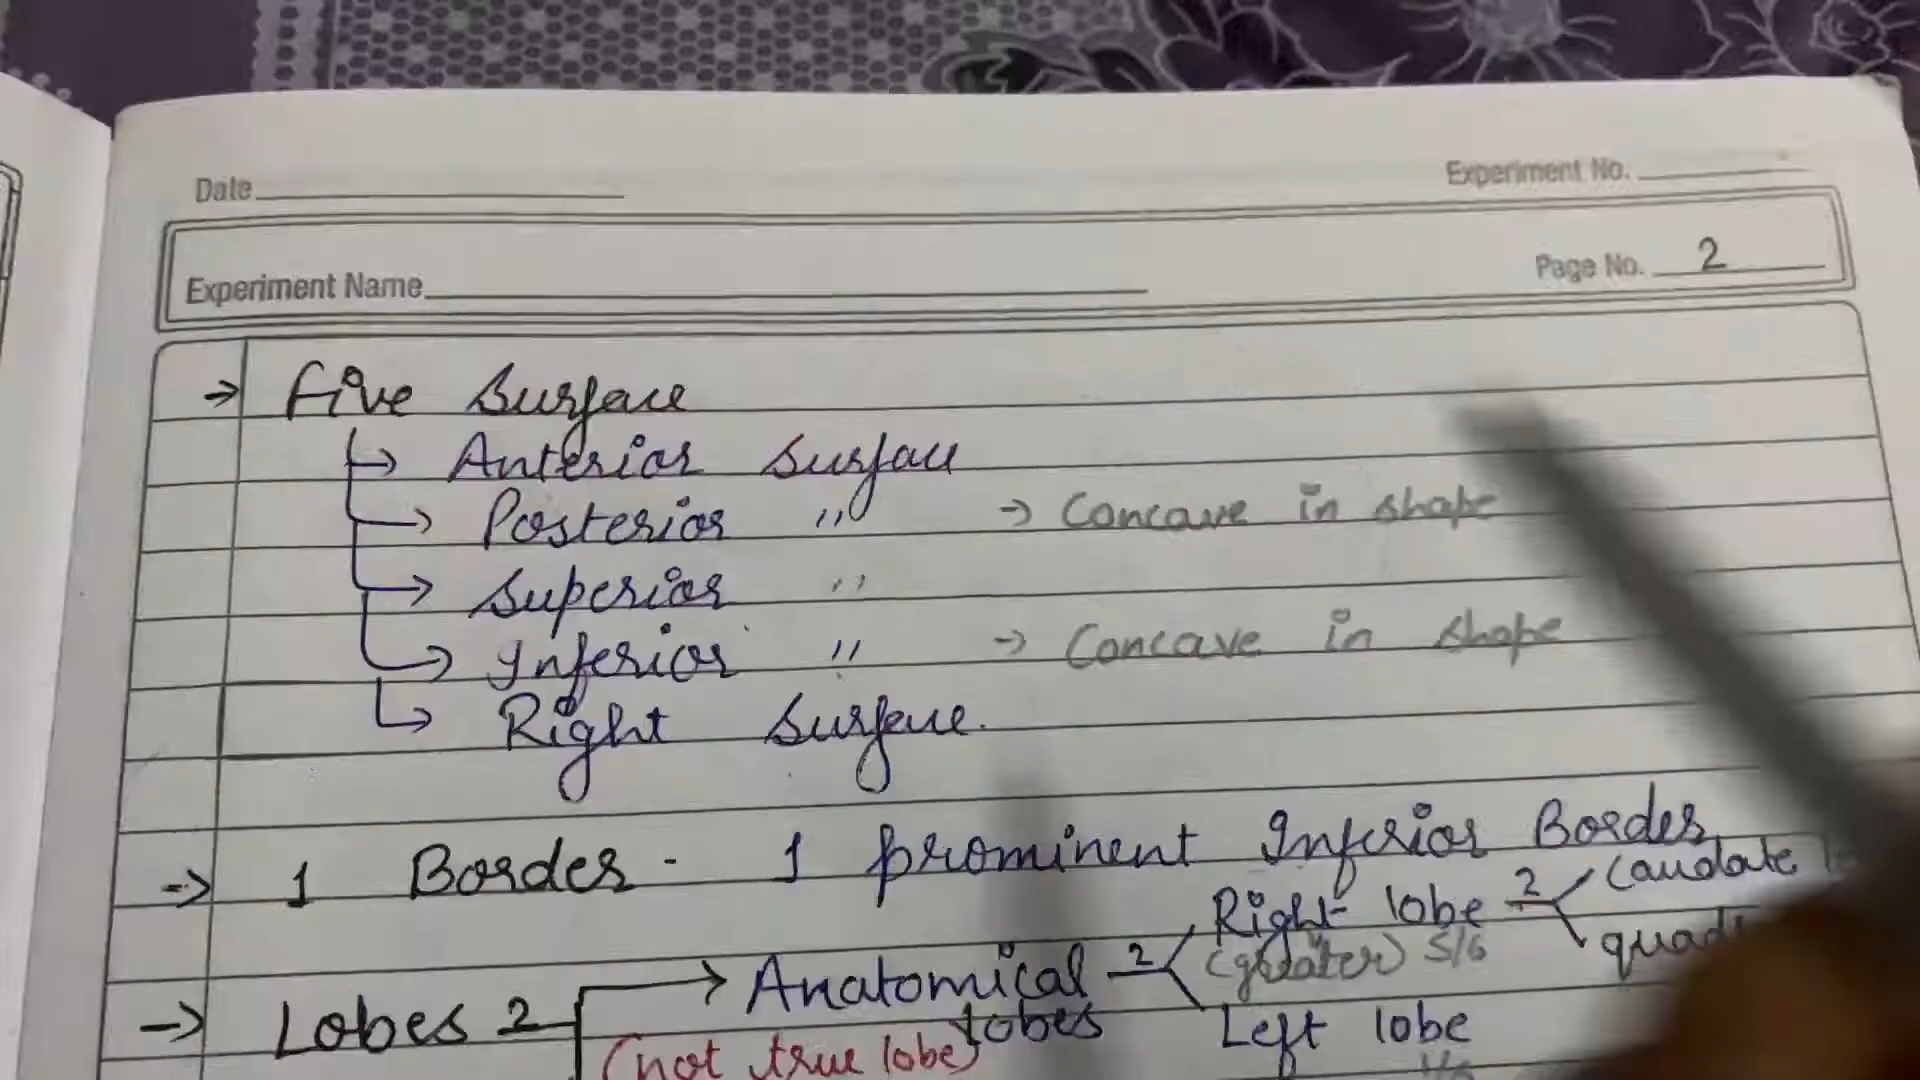 Date
Experiment No.
Experiment Name
Page No. 2
→ Five Surface
→ Anterior Surface
→ Posterior " → Concave in shape
→ Superior "
→ Inferior " → Concave in shape
→ Right Surface.
→ 1 Border - 1 prominent Inferior Border
→ Lobes 2 → Anatomical lobes 2 Right lobe 2 Caudate
(greater) 5/6
Left lobe
(not true lobe)